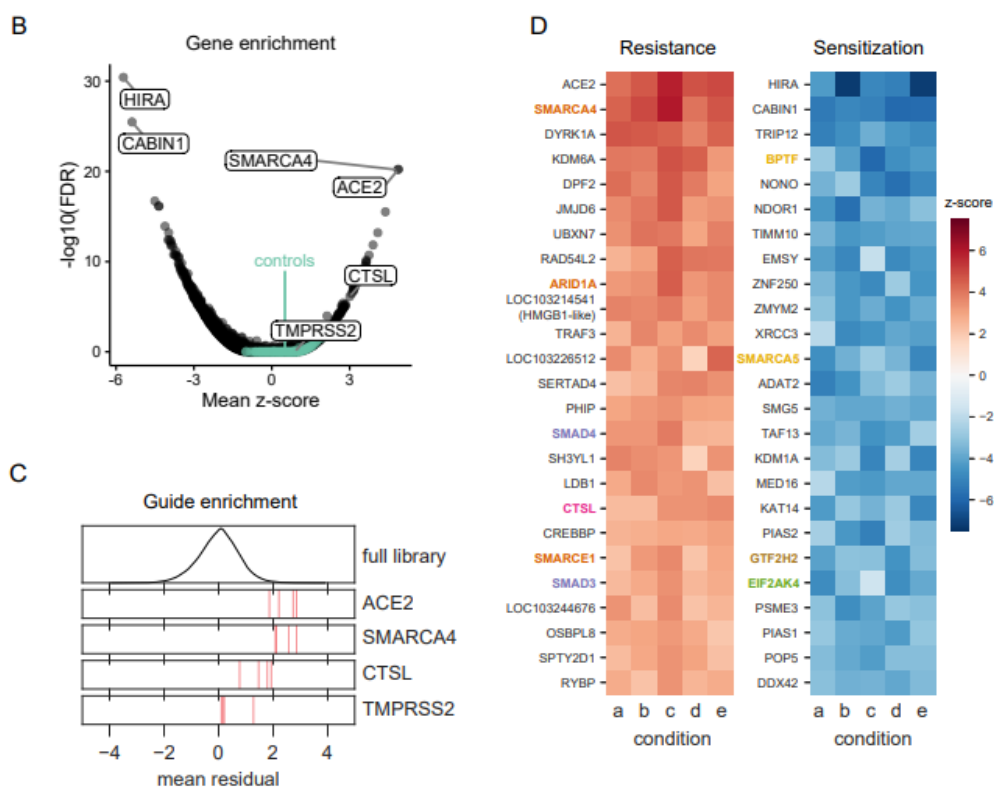 B
Gene enrichment
30
20
10
0
-log10(FDR)
HIRA
CABIN1
SMARCA4
ACE2
controls
CTSL
TMPRSS2
-6
-3
0
3
Mean z-score
C
Guide enrichment
full library
ACE2
SMARCA4
CTSL
TMPRSS2
−4
−2
0
2
4
mean residual
D
Resistance
ACE2
SMARCA4
DYRK1A
KDM6A
DPF2
JMJD6
UBXN7
RAD54L2
ARID1A
LOC103214541
(HMGB1-like)
TRAF3
LOC103226512
SERTAD4
PHIP
SMAD4
SH3YL1
LDB1
CTSL
CREBBP
SMARCE1
SMAD3
LOC103244676
OSBPL8
SPTY2D1
RYBP
a b c d e
condition
Sensitization
HIRA
CABIN1
TRIP12
BPTF
NONO
NDOR1
TIMM10
EMSY
ZNF250
ZMYM2
XRCC3
SMARCA5
ADAT2
SMG5
TAF13
KDM1A
MED16
KAT14
PIAS2
GTF2H2
EIF2AK4
PSME3
PIAS1
POP5
DDX42
a b c d e
condition
z-score
6
4
2
0
−2
−4
−6